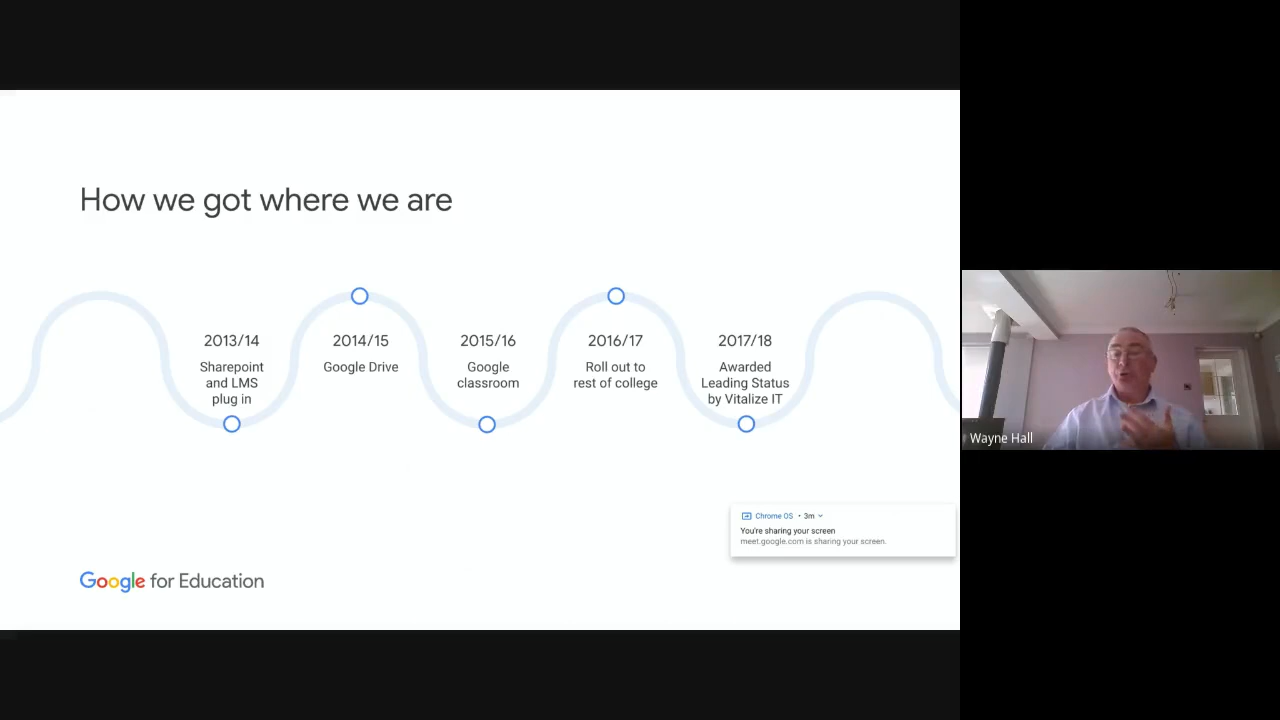 How we got where we are
2013/14
Sharepoint
and LMS
plug in
2014/15
Google Drive
2015/16
Google
classroom
2016/17
Roll out to
rest of college
2017/18
Awarded
Leading Status
by Vitalize IT
Chrome OS • 3m
You're sharing your screen
meet.google.com is sharing your screen.
Google for Education
Wayne Hall